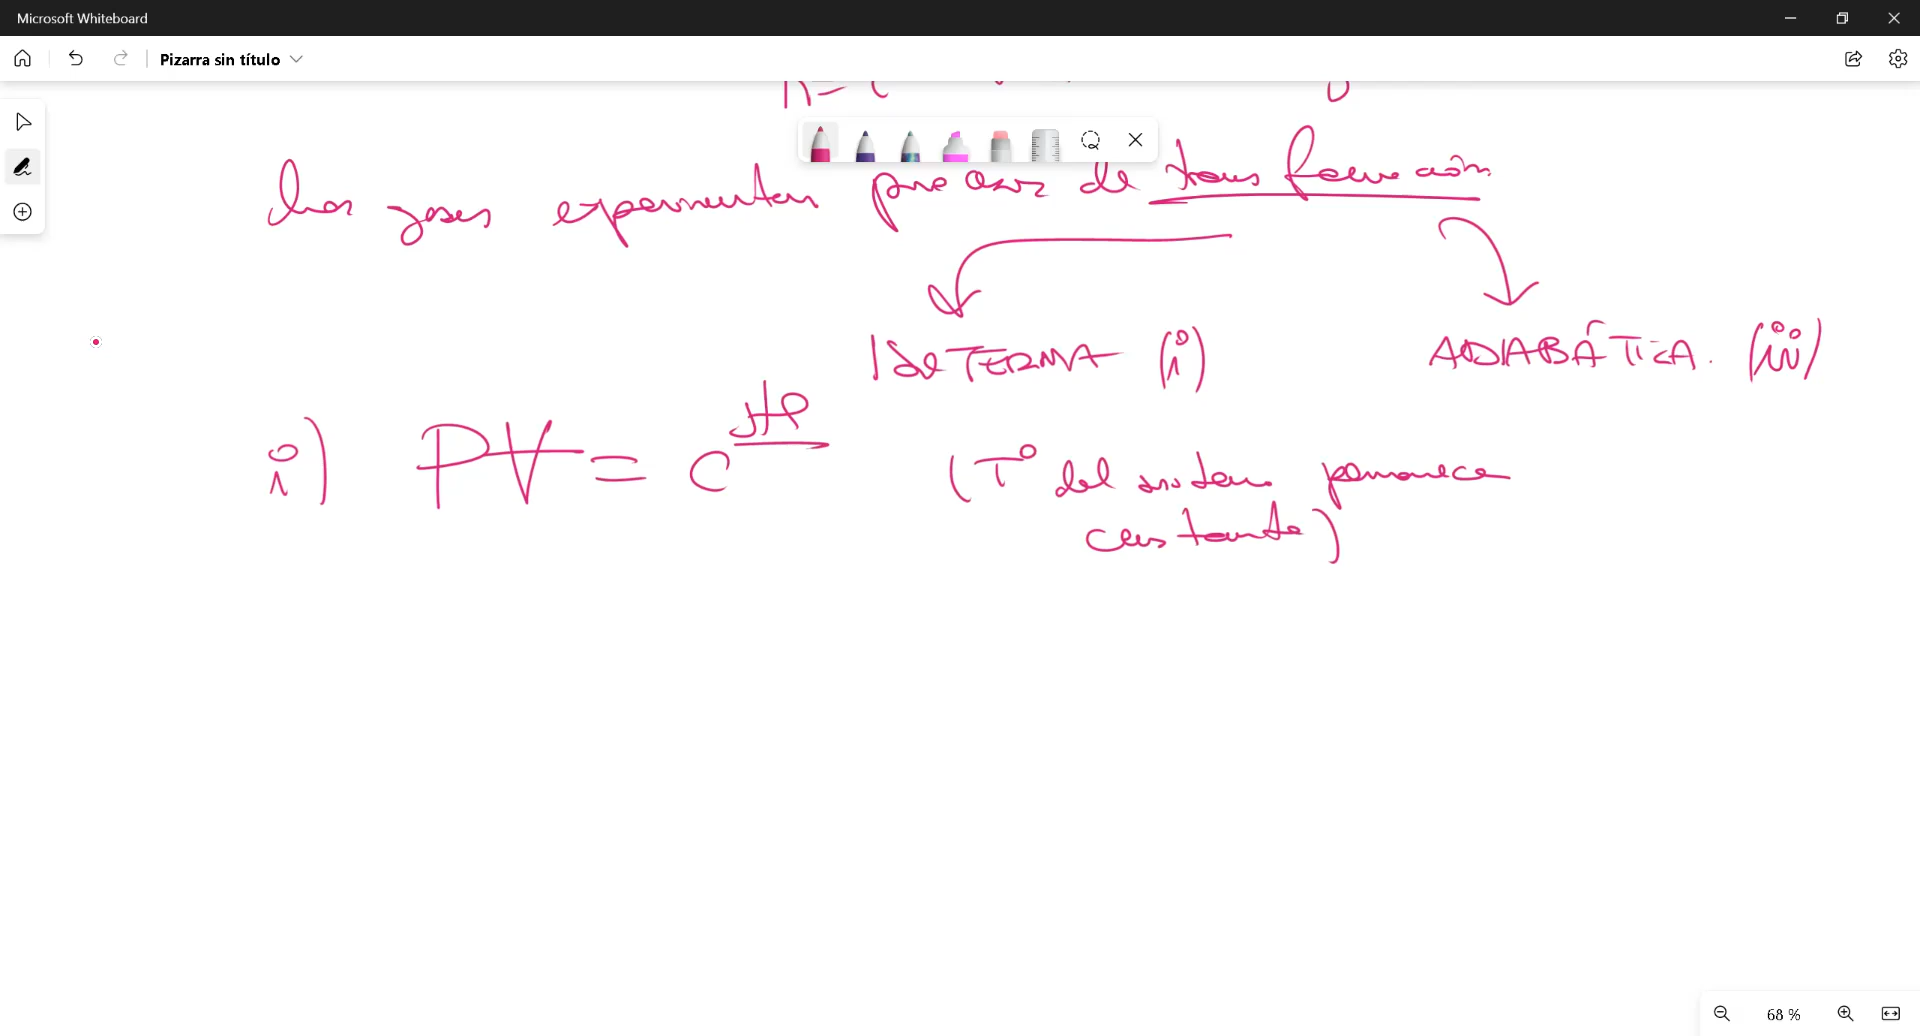 Microsoft Whiteboard
Pizarra sin título
Los gases experimentan procesos de transformación
ISOTERMA (i) ADIABÁTICA. (ii)
i) PV = cte (T° del sistema permanece
constante)
68 %